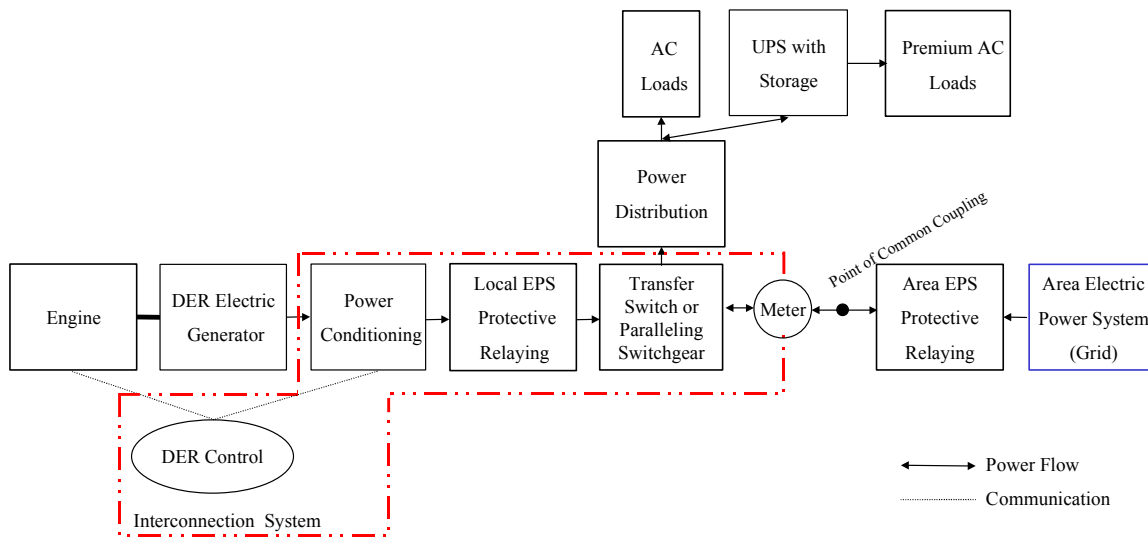 AC
Loads
UPS with
Storage
Premium AC
Loads
Power
Distribution
Point of Common Coupling
Engine
DER Electric
Generator
Power
Conditioning
Local EPS
Protective
Relaying
Transfer
Switch or
Paralleling
Switchgear
Meter
Area EPS
Protective
Relaying
Area Electric
Power System
(Grid)
DER Control
Interconnection System
Power Flow
Communication